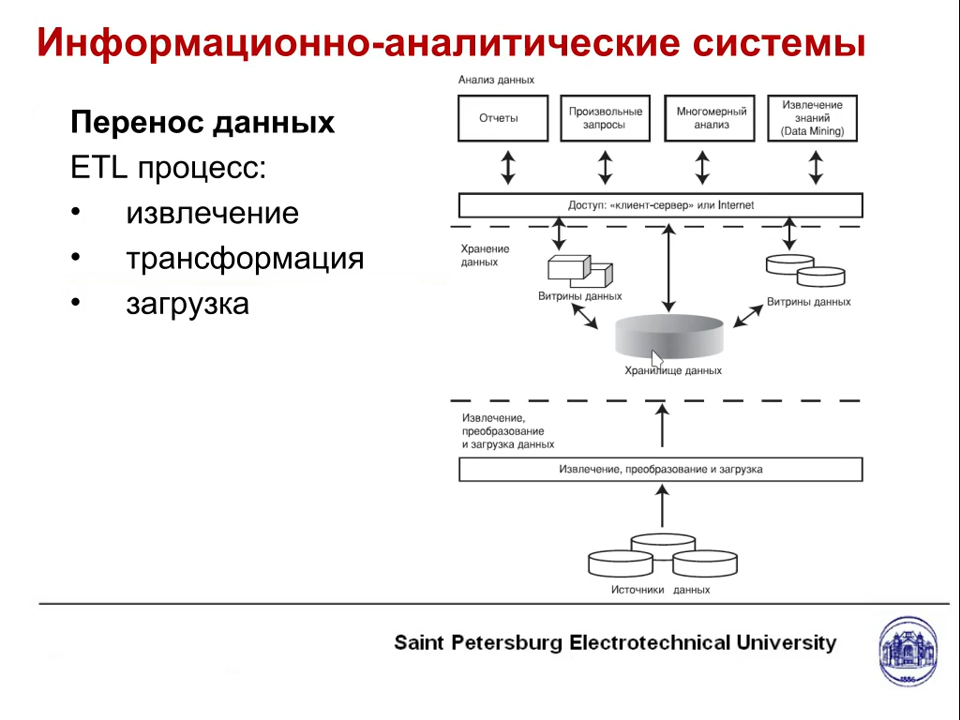 Информационно-аналитические системы
Перенос данных
ETL процесс:
• извлечение
• трансформация
• загрузка
Анализ данных
Отчеты
Произвольные
запросы
Многомерный
анализ
Извлечение
знаний
(Data Mining)
Доступ: «клиент-сервер» или Internet
Хранение
данных
Витрины данных
Витрины данных
Хранилище данных
Извлечение,
преобразование
и загрузка данных
Извлечение, преобразование и загрузка
Источники данных
Saint Petersburg Electrotechnical University
1886